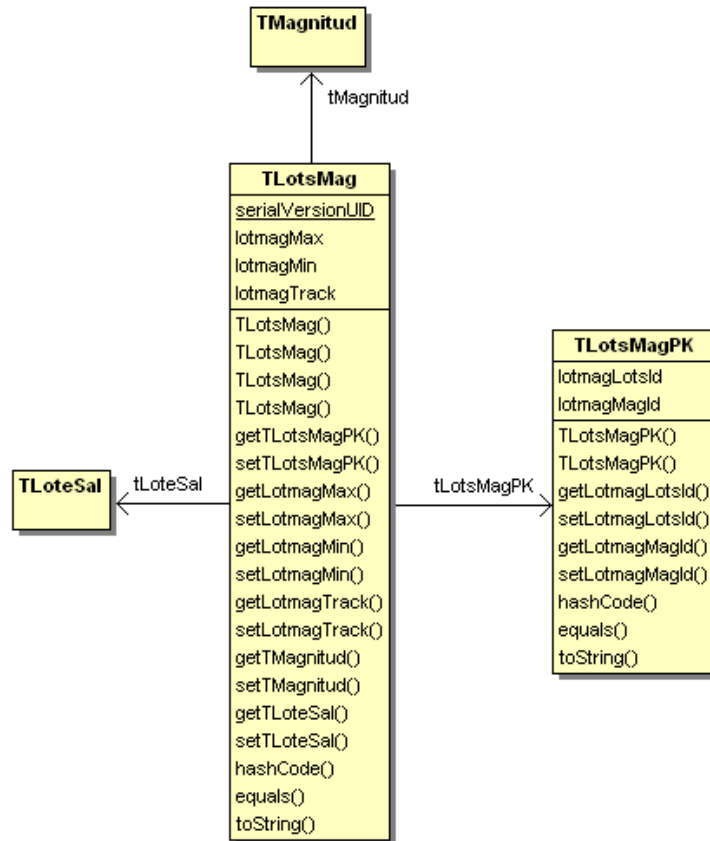 TMagnitud
tMagnitud
TLotsMag
serialVersionUID
lotmagMax
lotmagMin
lotmagTrack
TLotsMag()
TLotsMag()
TLotsMag()
TLotsMag()
getTLotsMagPK()
setTLotsMagPK()
getLotmagMax()
setLotmagMax()
getLotmagMin()
setLotmagMin()
getLotmagTrack()
setLotmagTrack()
getTMagnitud()
setTMagnitud()
getTLoteSal()
setTLoteSal()
hashCode()
equals()
toString()
TLoteSal
tLoteSal
tLotsMagPK
TLotsMagPK
lotmagLotsId
lotmagMagId
TLotsMagPK()
TLotsMagPK()
getLotmagLotsId()
setLotmagLotsId()
getLotmagMagId()
setLotmagMagId()
hashCode()
equals()
toString()